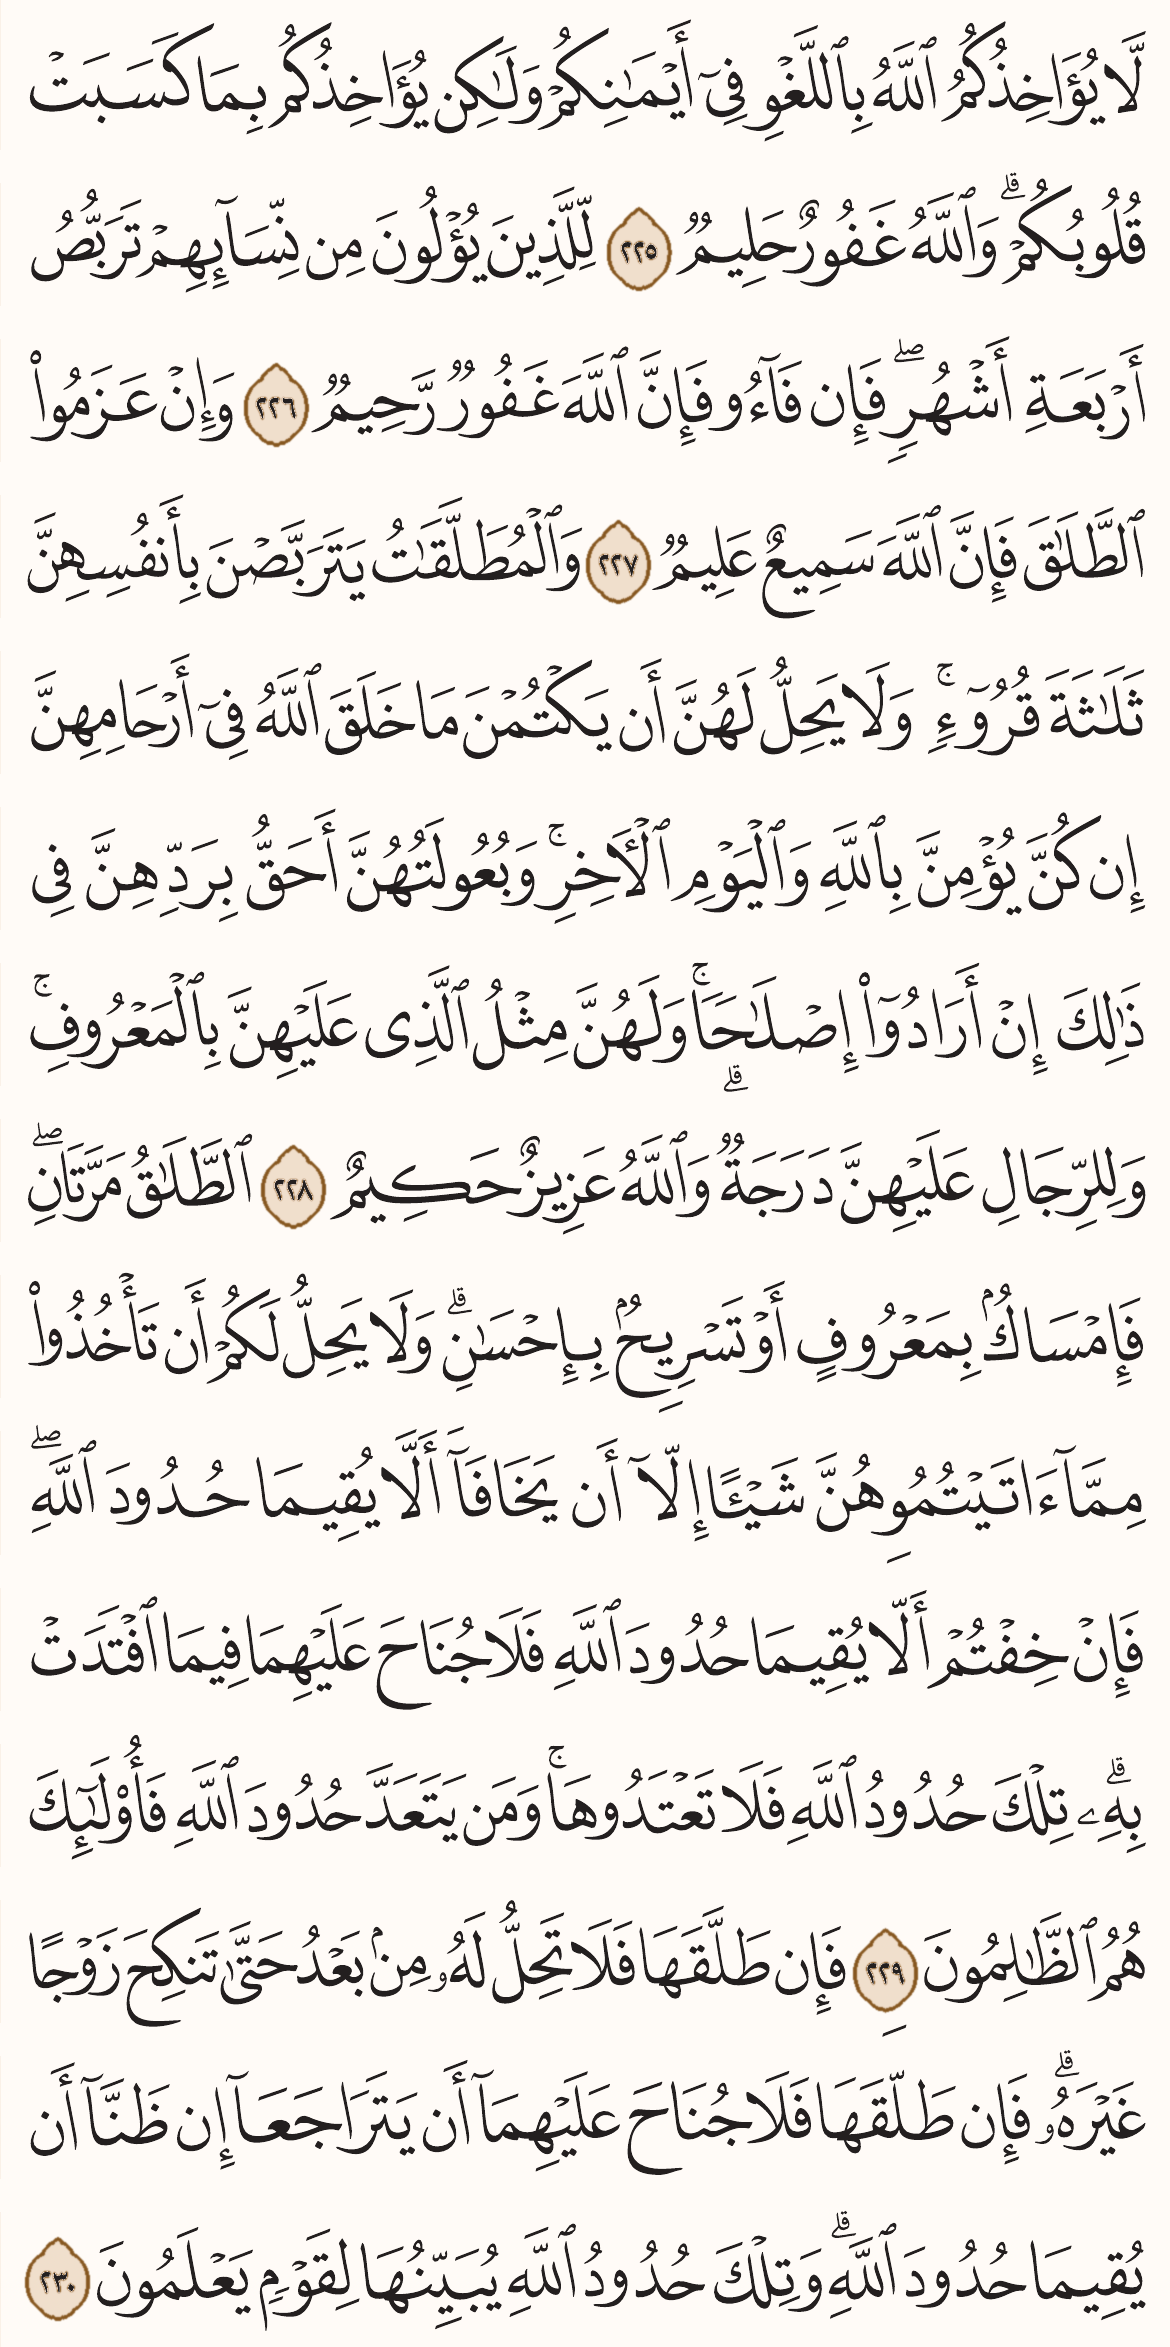 لَّا يُؤَاخِذُكُمُ ٱللَّهُ بِٱللَّغۡوِ فِيٓ أَيۡمَٰنِكُمۡ وَلَٰكِن يُؤَاخِذُكُم بِمَا كَسَبَتۡ
قُلُوبُكُمۡۗ وَٱللَّهُ غَفُورٌ حَلِيمٞ ٢٢٥ لِّلَّذِينَ يُؤۡلُونَ مِن نِّسَآئِهِمۡ تَرَبُّصُ
أَرۡبَعَةِ أَشۡهُرٖۖ فَإِن فَآءُو فَإِنَّ ٱللَّهَ غَفُورٞ رَّحِيمٞ ٢٢٦ وَإِنۡ عَزَمُواْ
ٱلطَّلَٰقَ فَإِنَّ ٱللَّهَ سَمِيعٌ عَلِيمٞ ٢٢٧ وَٱلۡمُطَلَّقَٰتُ يَتَرَبَّصۡنَ بِأَنفُسِهِنَّ
ثَلَٰثَةَ قُرُوٓءٖۚ وَلَا يَحِلُّ لَهُنَّ أَن يَكۡتُمۡنَ مَا خَلَقَ ٱللَّهُ فِيٓ أَرۡحَامِهِنَّ
إِن كُنَّ يُؤۡمِنَّ بِٱللَّهِ وَٱلۡيَوۡمِ ٱلۡأٓخِرِۚ وَبُعُولَتُهُنَّ أَحَقُّ بِرَدِّهِنَّ فِي
ذَٰلِكَ إِنۡ أَرَادُوٓاْ إِصۡلَٰحٗاۚ وَلَهُنَّ مِثۡلُ ٱلَّذِي عَلَيۡهِنَّ بِٱلۡمَعۡرُوفِۚ
وَلِلرِّجَالِ عَلَيۡهِنَّ دَرَجَةٞۗ وَٱللَّهُ عَزِيزٌ حَكِيمٌ ٢٢٨ ٱلطَّلَٰقُ مَرَّتَانِۖ
فَإِمۡسَاكُۢ بِمَعۡرُوفٍ أَوۡ تَسۡرِيحُۢ بِإِحۡسَٰنٖۗ وَلَا يَحِلُّ لَكُمۡ أَن تَأۡخُذُواْ
مِمَّآ ءَاتَيۡتُمُوهُنَّ شَيۡـًٔا إِلَّآ أَن يَخَافَآ أَلَّا يُقِيمَا حُدُودَ ٱللَّهِۖ
فَإِنۡ خِفۡتُمۡ أَلَّا يُقِيمَا حُدُودَ ٱللَّهِ فَلَا جُنَاحَ عَلَيۡهِمَا فِيمَا ٱفۡتَدَتۡ
بِهِۦۗ تِلۡكَ حُدُودُ ٱللَّهِ فَلَا تَعۡتَدُوهَاۚ وَمَن يَتَعَدَّ حُدُودَ ٱللَّهِ فَأُوْلَٰٓئِكَ
هُمُ ٱلظَّٰلِمُونَ ٢٢٩ فَإِن طَلَّقَهَا فَلَا تَحِلُّ لَهُۥ مِنۢ بَعۡدُ حَتَّىٰ تَنكِحَ زَوۡجًا
غَيۡرَهُۥۗ فَإِن طَلَّقَهَا فَلَا جُنَاحَ عَلَيۡهِمَآ أَن يَتَرَاجَعَآ إِن ظَنَّآ أَن
يُقِيمَا حُدُودَ ٱللَّهِۗ وَتِلۡكَ حُدُودُ ٱللَّهِ يُبَيِّنُهَا لِقَوۡمٖ يَعۡلَمُونَ ٢٣٠